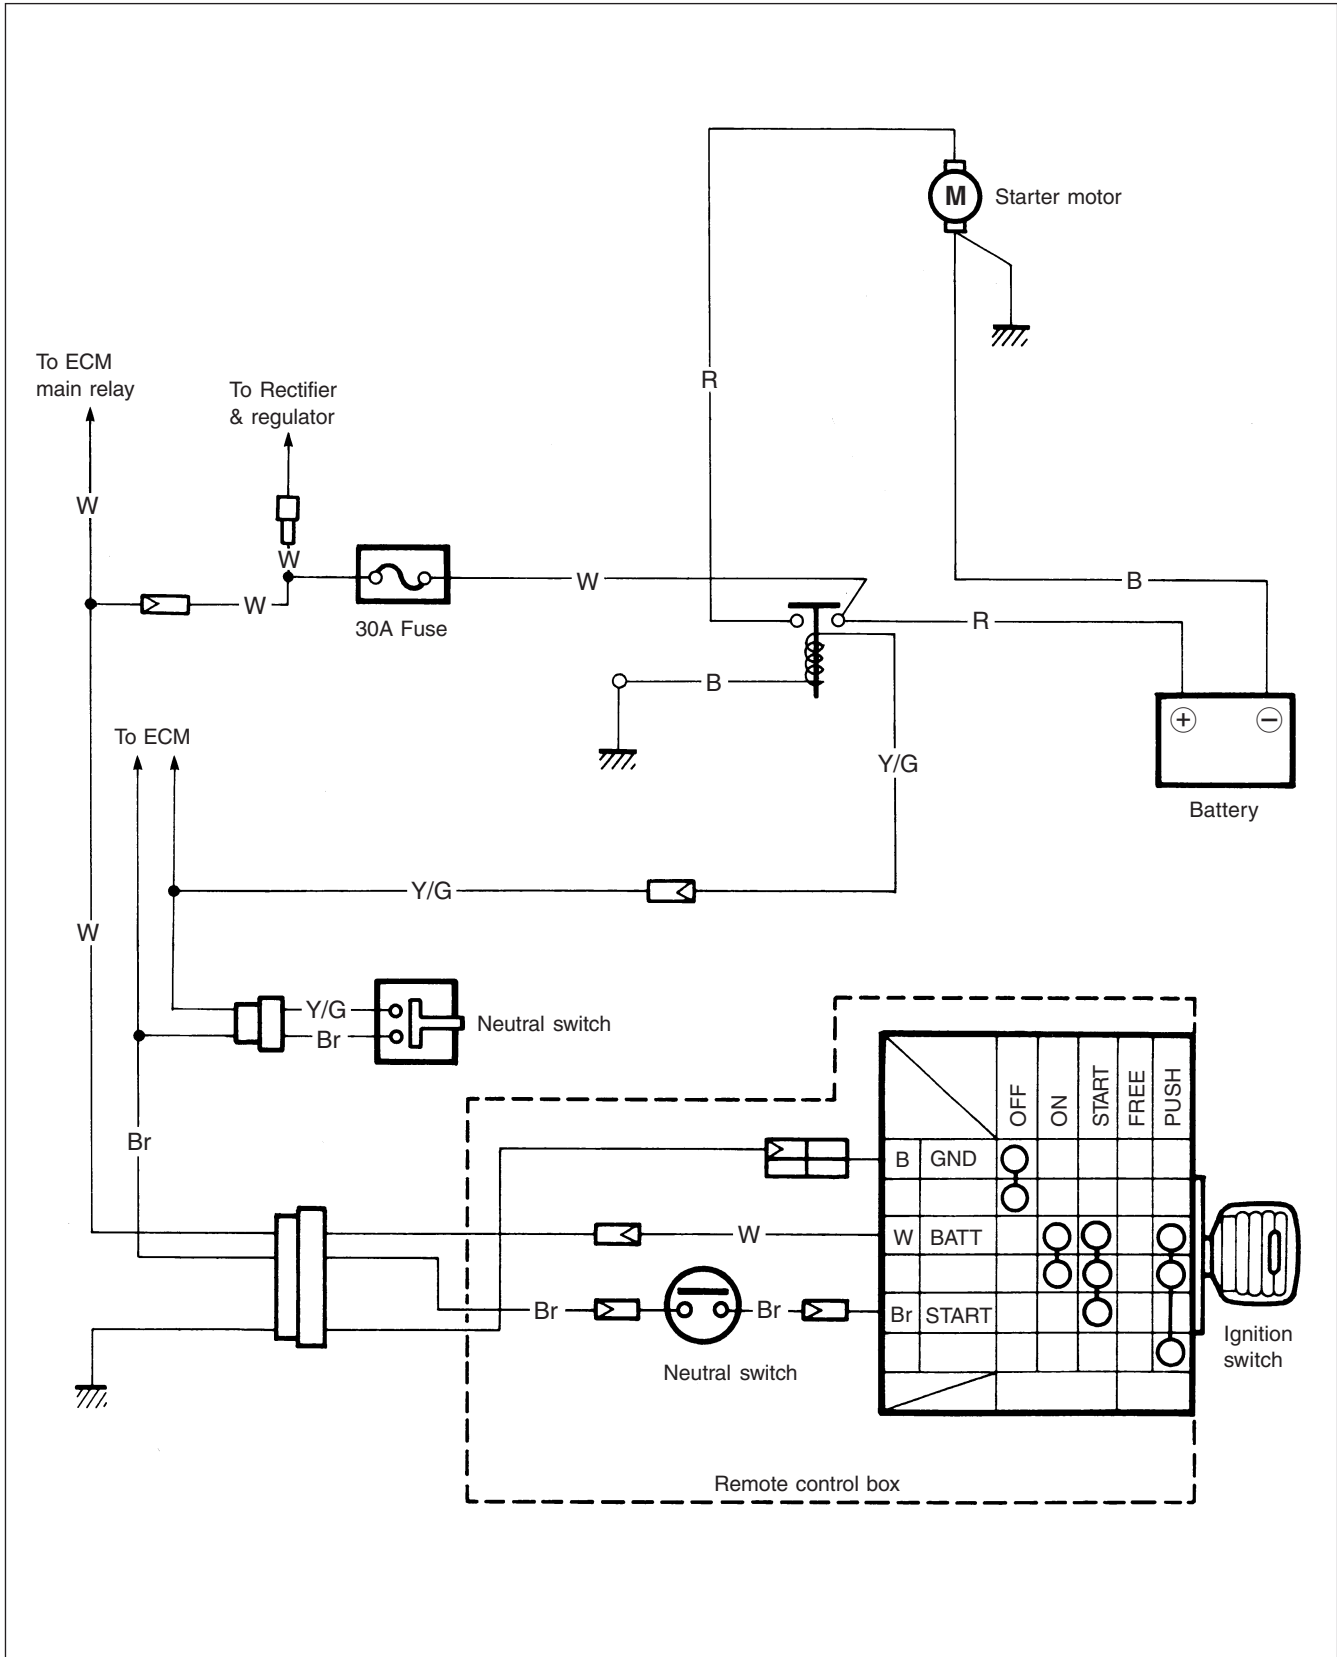 M
Starter motor
To ECM
main relay
To Rectifier
& regulator
R
W
W
W
W
B
30A Fuse
R
B
+
−
To ECM
Y/G
Battery
Y/G
W
Y/G
Neutral switch
Br
OFF
ON
START
FREE
PUSH
Br
B
GND
W
W
BATT
Br
Br
Br
START
Ignition
switch
Neutral switch
Remote control box